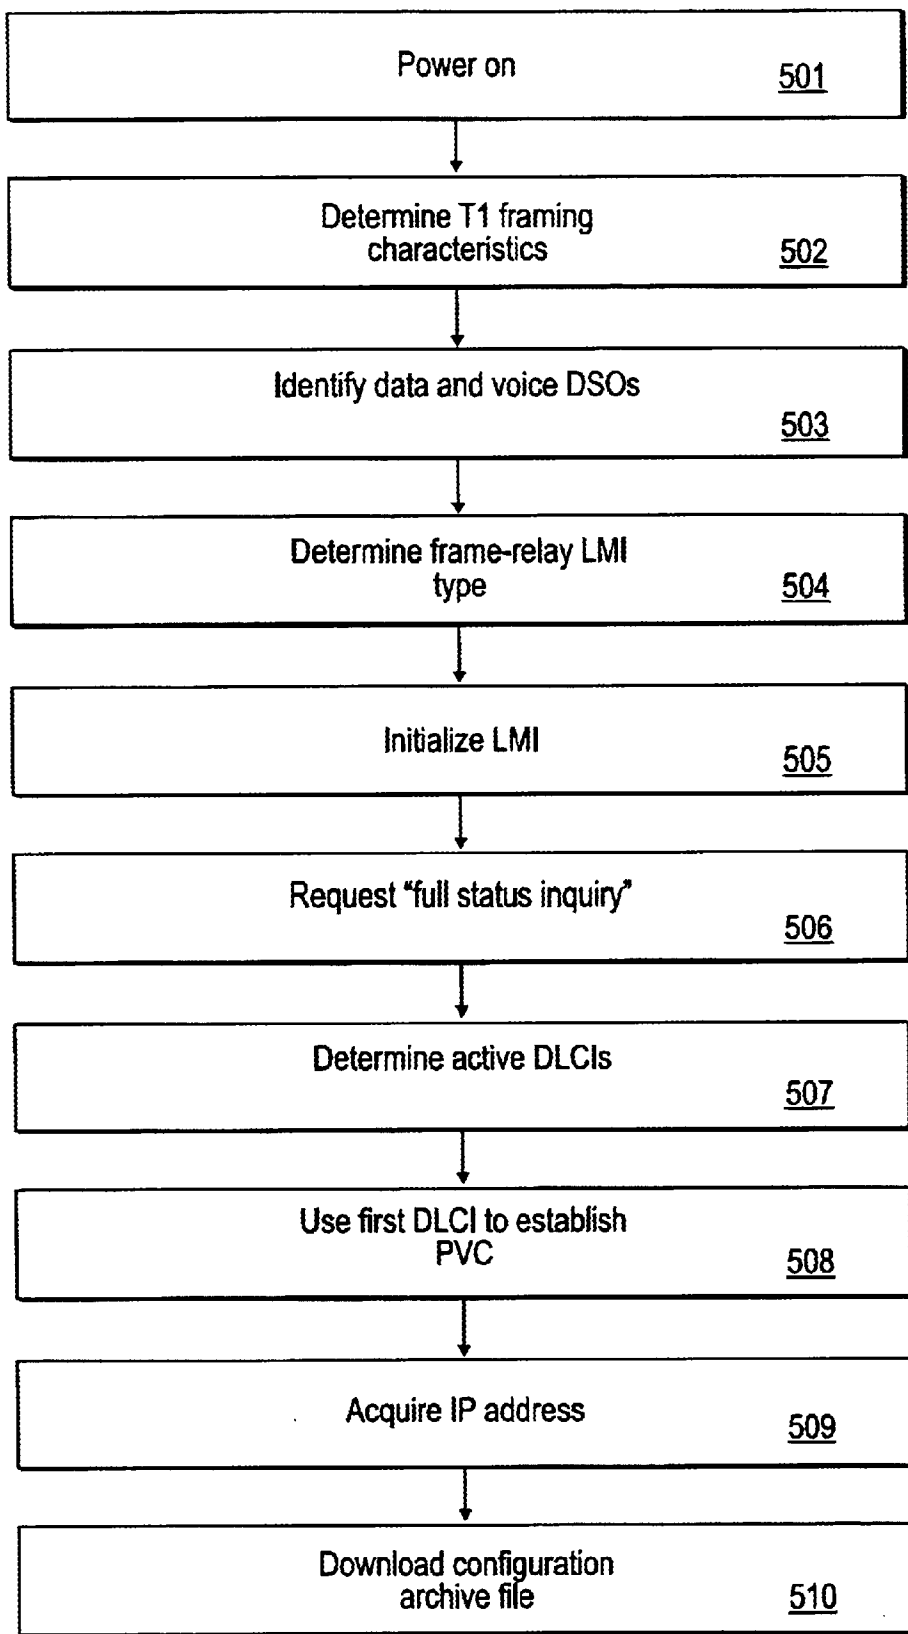 Power on
501
Determine T1 framing
characteristics
502
Identify data and voice DSOs
503
Determine frame-relay LMI
type
504
Initialize LMI
505
Request “full status inquiry”
506
Determine active DLCIs
507
Use first DLCI to establish
PVC
508
Acquire IP address
509
Download configuration
archive file
510